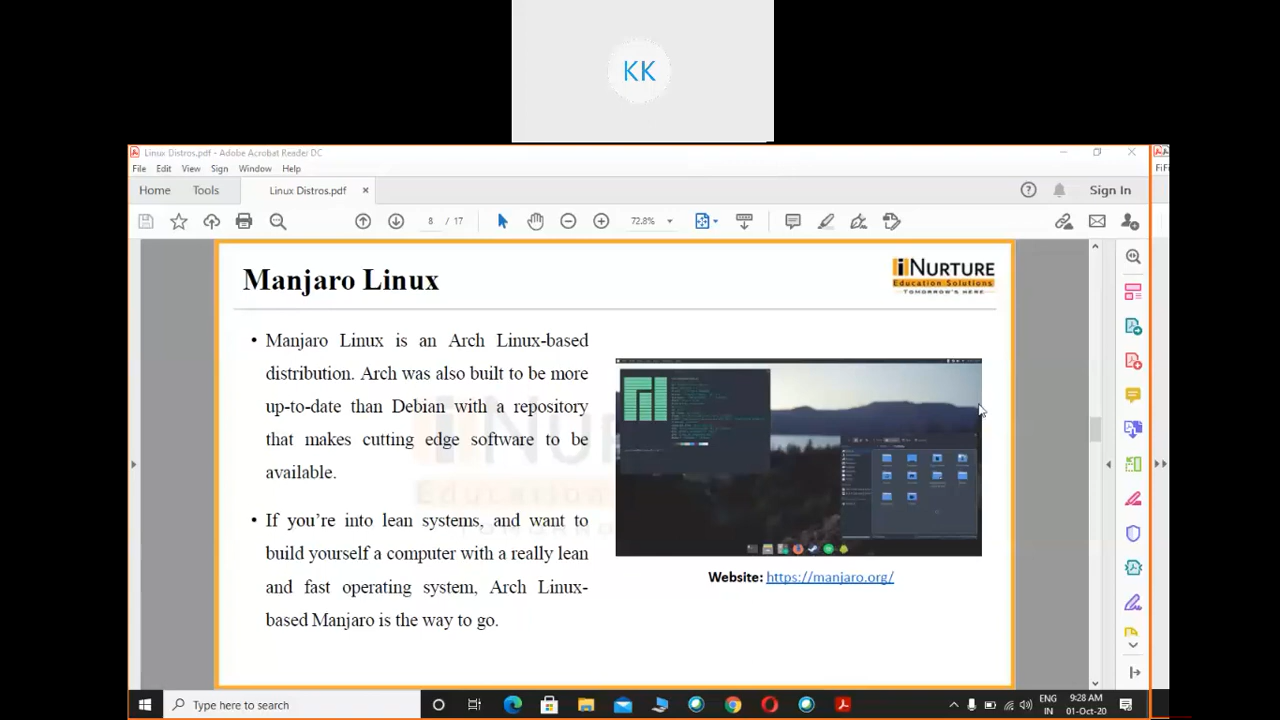 KK
Linux Distros.pdf - Adobe Acrobat Reader DC
File Edit View Sign Window Help
Home Tools Linux Distros.pdf × Sign In
8 / 17 72.8%
Manjaro Linux
iNURTURE
Education Solutions
TOMORROW'S HERE
• Manjaro Linux is an Arch Linux-based
distribution. Arch was also built to be more
up-to-date than Debian with a repository
that makes cutting edge software to be
available.
• If you’re into lean systems, and want to
build yourself a computer with a really lean
and fast operating system, Arch Linux-
based Manjaro is the way to go.
Website: https://manjaro.org/
Type here to search
ENG
IN
9:28 AM
01-Oct-20